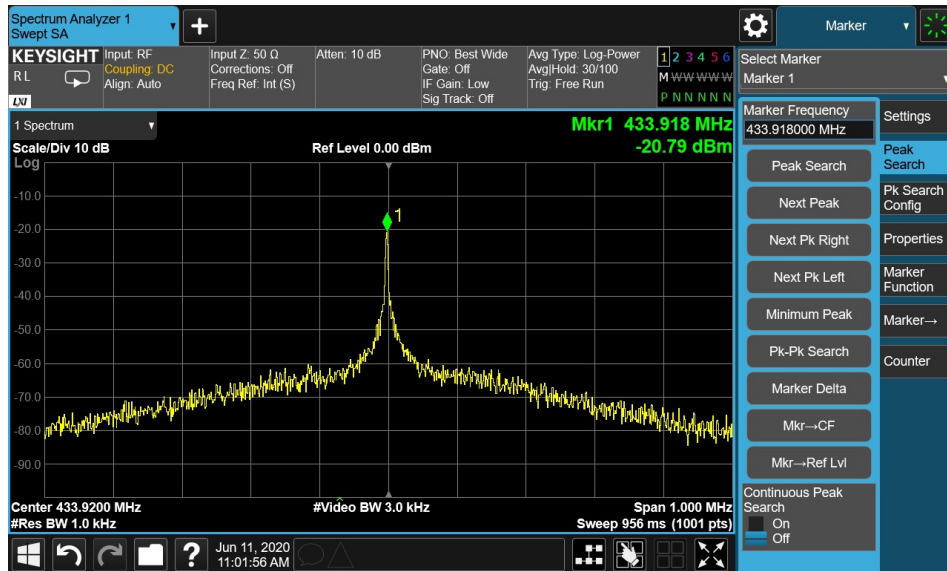 Spectrum Analyzer 1
Swept SA
Marker
KEYSIGHT
R L
LXI
Input: RF
Coupling: DC
Align: Auto
Input Z: 50 Ω
Corrections: Off
Freq Ref: Int (S)
Atten: 10 dB
PNO: Best Wide
Gate: Off
IF Gain: Low
Sig Track: Off
Avg Type: Log-Power
Avg|Hold: 30/100
Trig: Free Run
1 2 3 4 5 6
M W W W W W
P N N N N N
Select Marker
Marker 1
1 Spectrum
Scale/Div 10 dB
Ref Level 0.00 dBm
Mkr1 433.918 MHz
-20.79 dBm
Log
-10.0
-20.0
-30.0
-40.0
-50.0
-60.0
-70.0
-80.0
-90.0
1
Center 433.9200 MHz
#Res BW 1.0 kHz
#Video BW 3.0 kHz
Span 1.000 MHz
Sweep 956 ms (1001 pts)
Marker Frequency
433.918000 MHz
Peak Search
Next Peak
Next Pk Right
Next Pk Left
Minimum Peak
Pk-Pk Search
Marker Delta
Mkr→CF
Mkr→Ref Lvl
Continuous Peak
Search
On
Off
Settings
Peak
Search
Pk Search
Config
Properties
Marker
Function
Marker→
Counter
?
Jun 11, 2020
11:01:56 AM